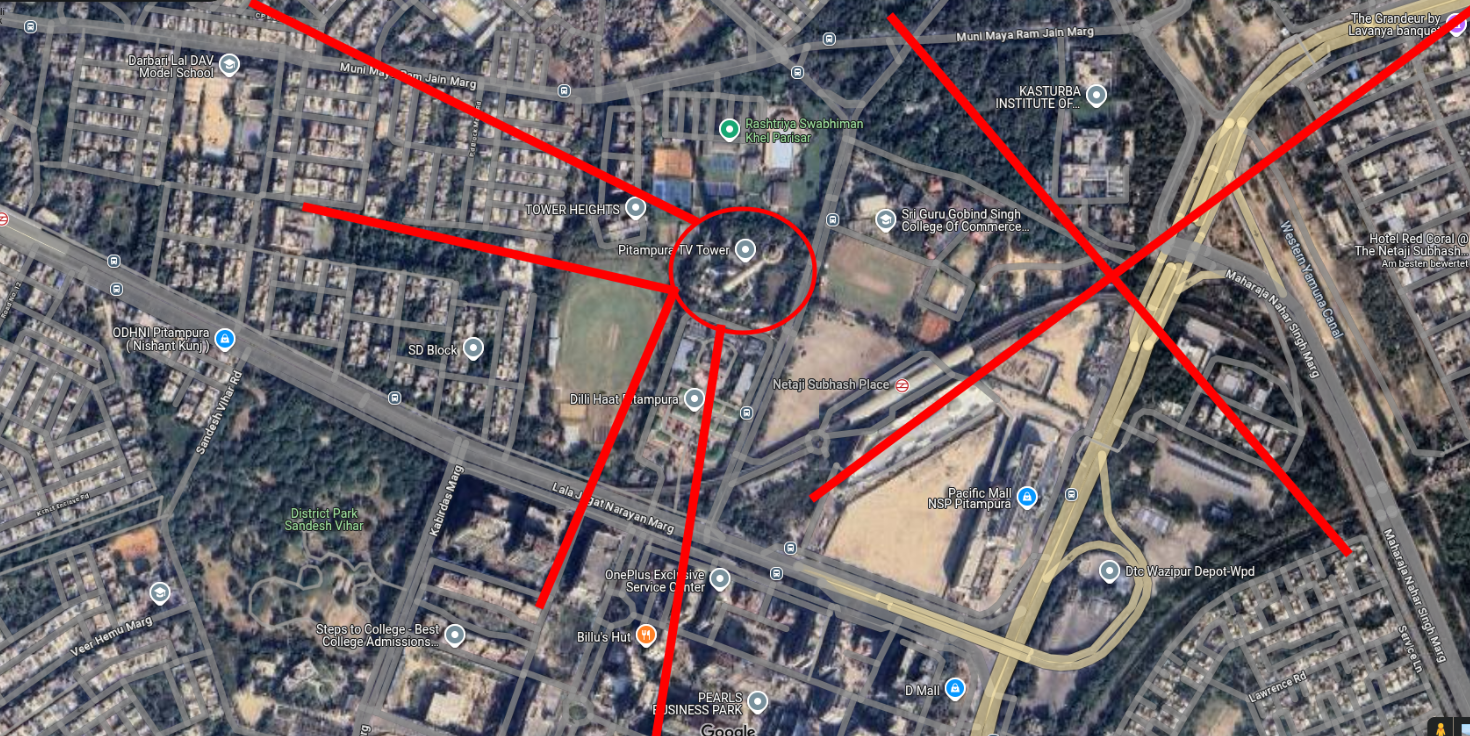 The Grandeur by
Lavanya banquet
Muni Maya Ram Jain Marg
Darbari Lal DAV
Model School
Muni Maya Ram Jain Marg
KASTURBA
INSTITUTE OF...
Rashtriya Swabhiman
Khel Parisar
TOWER HEIGHTS
Sri Guru Gobind Singh
College Of Commerce...
Pitampura TV Tower
Western Yamuna Canal
Hotel Red Coral @
The Netaji Subhash...
Am besten bewertet
Maharaja Nahar Singh Marg
ODHNI Pitampura
( Nishant Kunj )
SD Block
Netaji Subhash Place
Dilli Haat Pitampura
Sandesh Vihar Rd
Kabirdas Marg
Lala Jagat Narayan Marg
Pacific Mall
NSP Pitampura
District Park
Sandesh Vihar
Maharaja Nahar Singh Marg
OnePlus Exclusive
Service Center
Dtc Wazipur Depot-Wpd
Veer Hemu Marg
Steps to College - Best
College Admissions...
Billu's Hut
Service Ln
Lawrence Rd
D Mall
PEARLS
BUSINESS PARK
Google